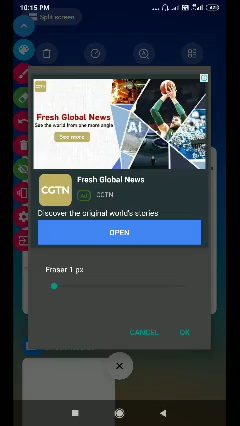 10:15 PM
Split screen
CGTN
Fresh Global News
See the world from one more angle
See more
AI
CGTN
Fresh Global News
Ad
CGTN
Discover the original world's stories
OPEN
Eraser 1 px
CANCEL
OK